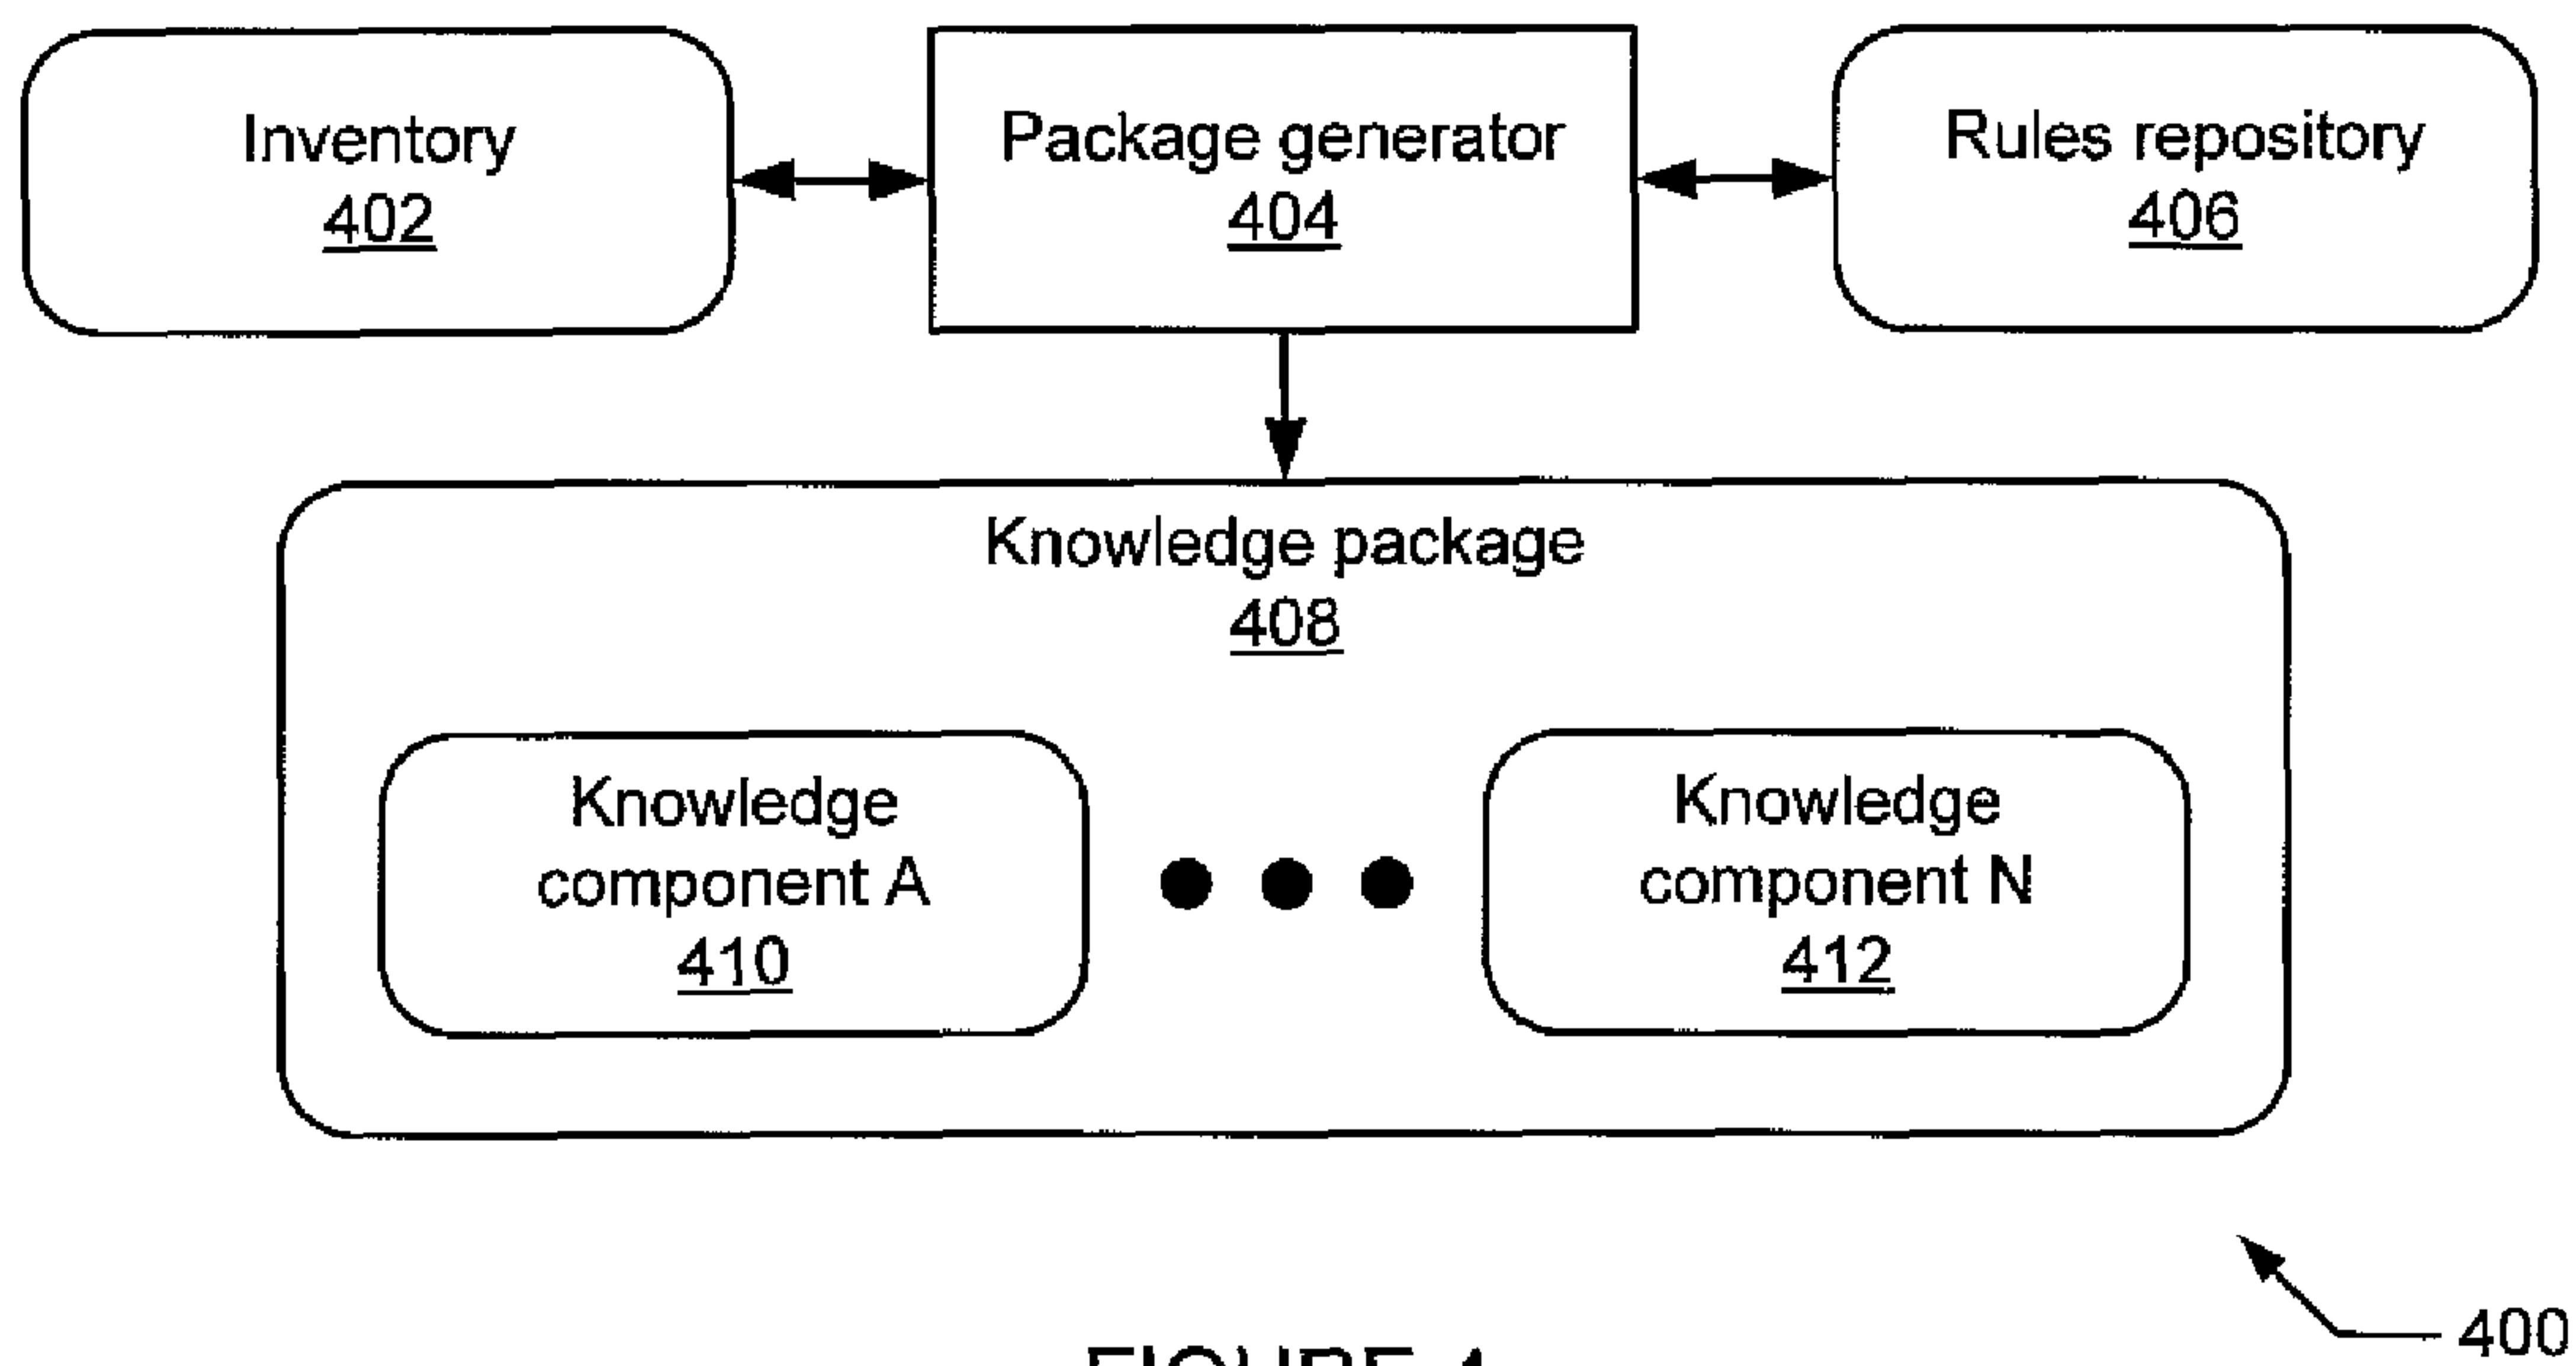 Inventory
402
Package generator
404
Rules repository
406
Knowledge package
408
Knowledge
component A
410
Knowledge
component N
412
400